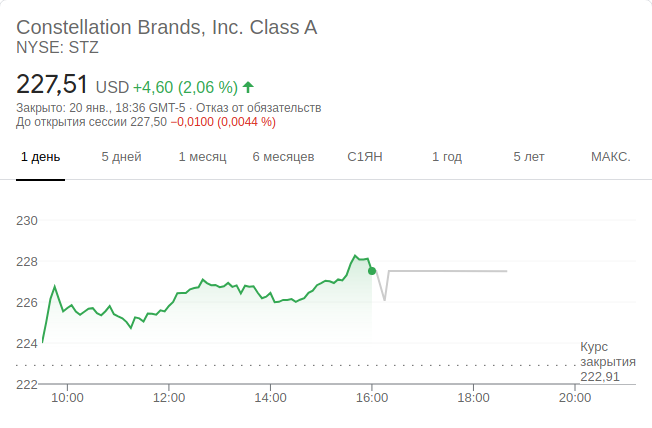 Constellation Brands, Inc. Class A
NYSE: STZ
227,51 USD +4,60 (2,06 %)
Закрыто: 20 янв., 18:36 GMT-5 · Отказ от обязательств
До открытия сессии 227,50 −0,0100 (0,0044 %)
1 день 5 дней 1 месяц 6 месяцев С1ЯН 1 год 5 лет МАКС.
230
228
226
224
Курс
закрытия
222,91
222
10:00 12:00 14:00 16:00 18:00 20:00